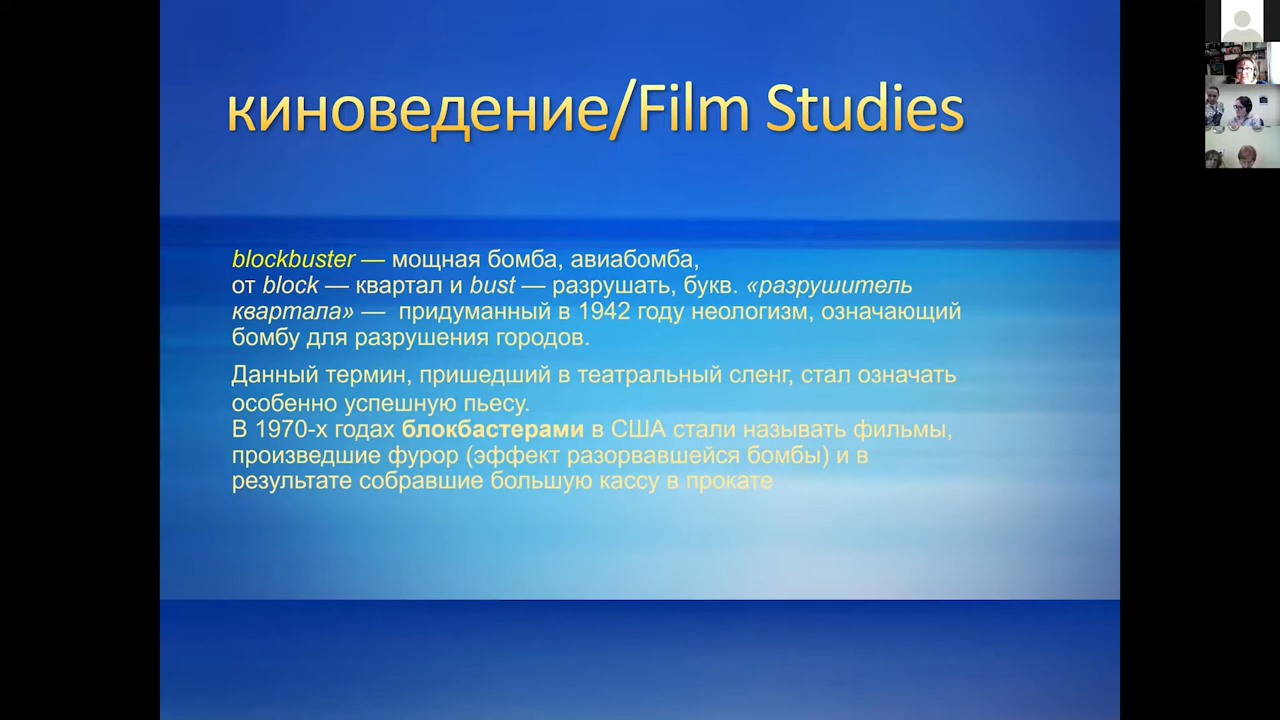 киноведение/Film Studies
blockbuster — мощная бомба, авиабомба,
от block — квартал и bust — разрушать, букв. «разрушитель
квартала» — придуманный в 1942 году неологизм, означающий
бомбу для разрушения городов.
Данный термин, пришедший в театральный сленг, стал означать
особенно успешную пьесу.
В 1970-х годах блокбастерами в США стали называть фильмы,
произведшие фурор (эффект разорвавшейся бомбы) и в
результате собравшие большую кассу в прокате